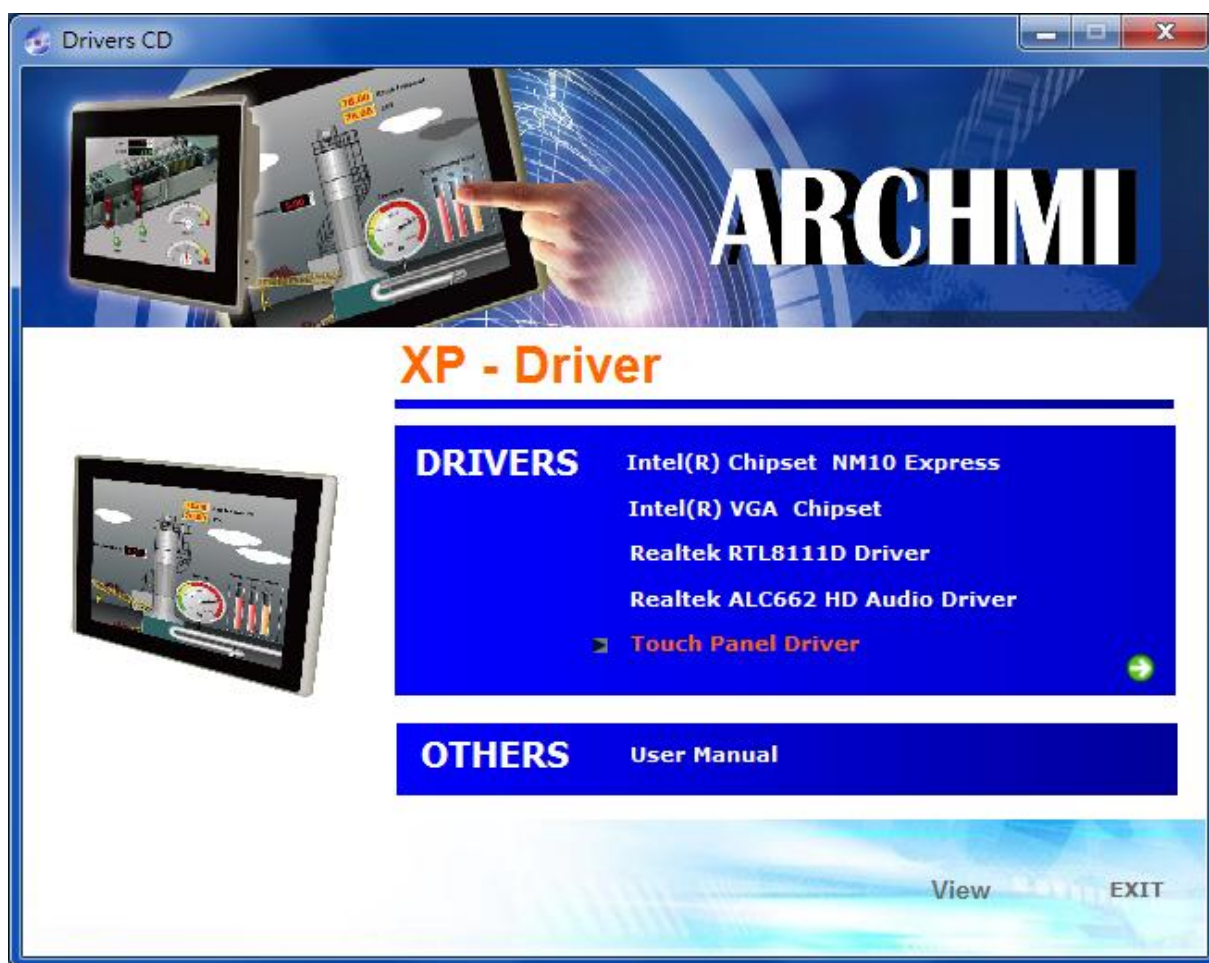 Drivers CD
ARCHMI
XP - Driver
DRIVERS
Intel(R) Chipset NM10 Express
Intel(R) VGA Chipset
Realtek RTL8111D Driver
Realtek ALC662 HD Audio Driver
Touch Panel Driver
OTHERS
User Manual
View
EXIT